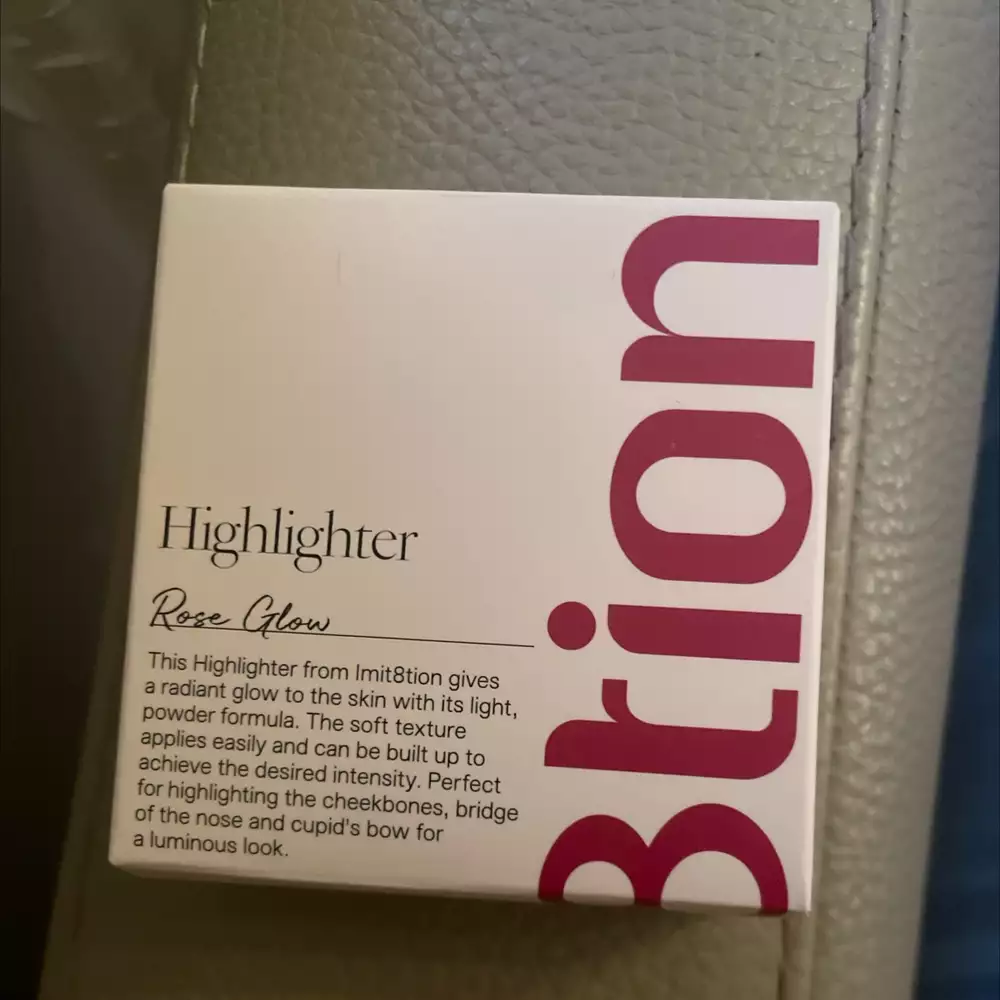 Highlighter
Rose Glow
This Highlighter from Imit8tion gives
a radiant glow to the skin with its light,
powder formula. The soft texture
applies easily and can be built up to
achieve the desired intensity. Perfect
for highlighting the cheekbones, bridge
of the nose and cupid's bow for
a luminous look.
8tion